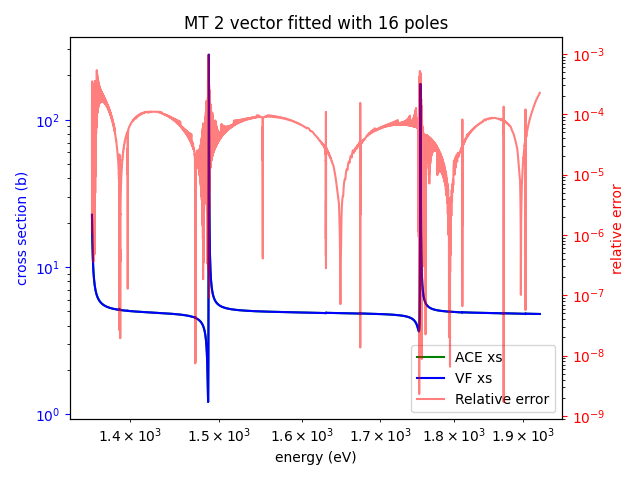 MT 2 vector fitted with 16 poles
cross section (b)
10²
10¹
10⁰
10⁻³
10⁻⁴
10⁻⁵
10⁻⁶
10⁻⁷
10⁻⁸
10⁻⁹
relative error
ACE xs
VF xs
Relative error
1.4 × 10³ 1.5 × 10³ 1.6 × 10³ 1.7 × 10³ 1.8 × 10³ 1.9 × 10³
energy (eV)